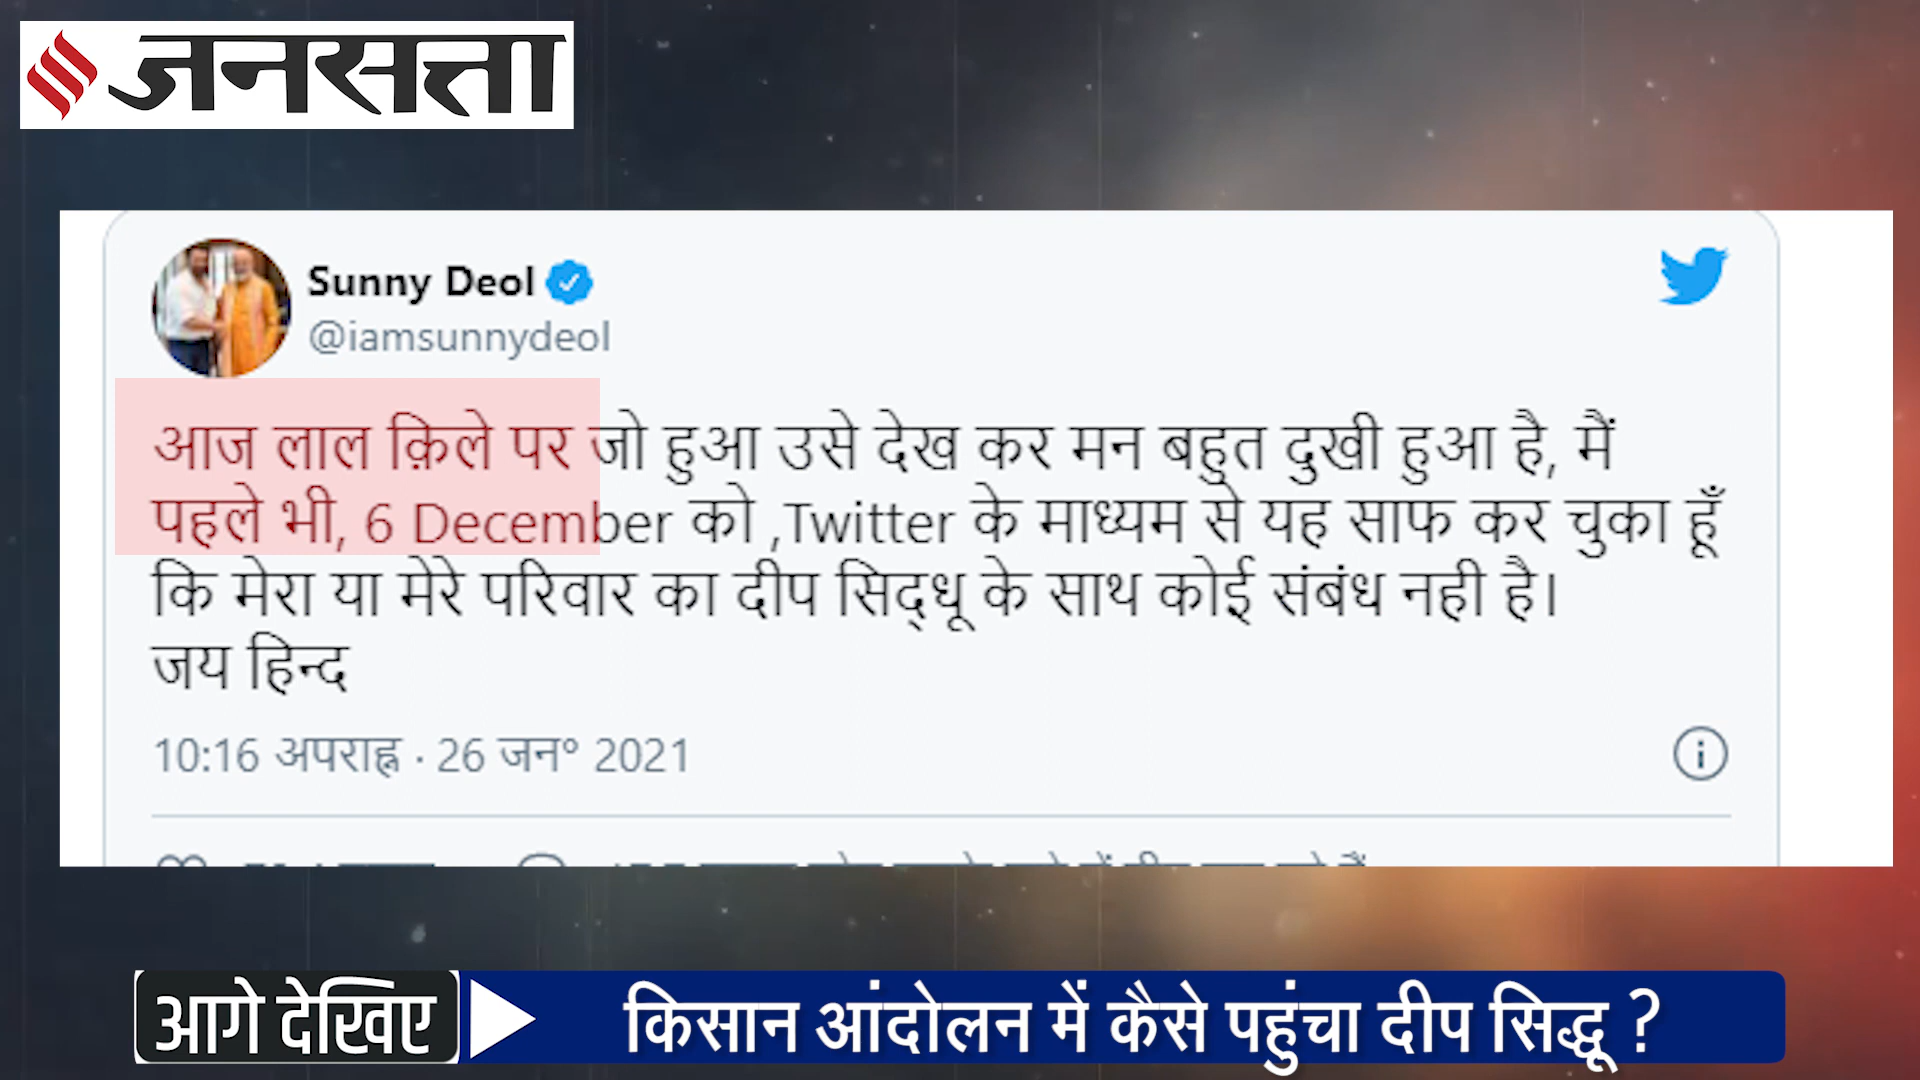 जनसत्ता
Sunny Deol
@iamsunnydeol
आज लाल क़िले पर जो हुआ उसे देख कर मन बहुत दुखी हुआ है, मैं
पहले भी, 6 December को ,Twitter के माध्यम से यह साफ कर चुका हूँ
कि मेरा या मेरे परिवार का दीप सिद्धू के साथ कोई संबंध नही है।
जय हिन्द
10:16 अपराह्न · 26 जन॰ 2021
आगे देखिए
किसान आंदोलन में कैसे पहुंचा दीप सिद्धू ?